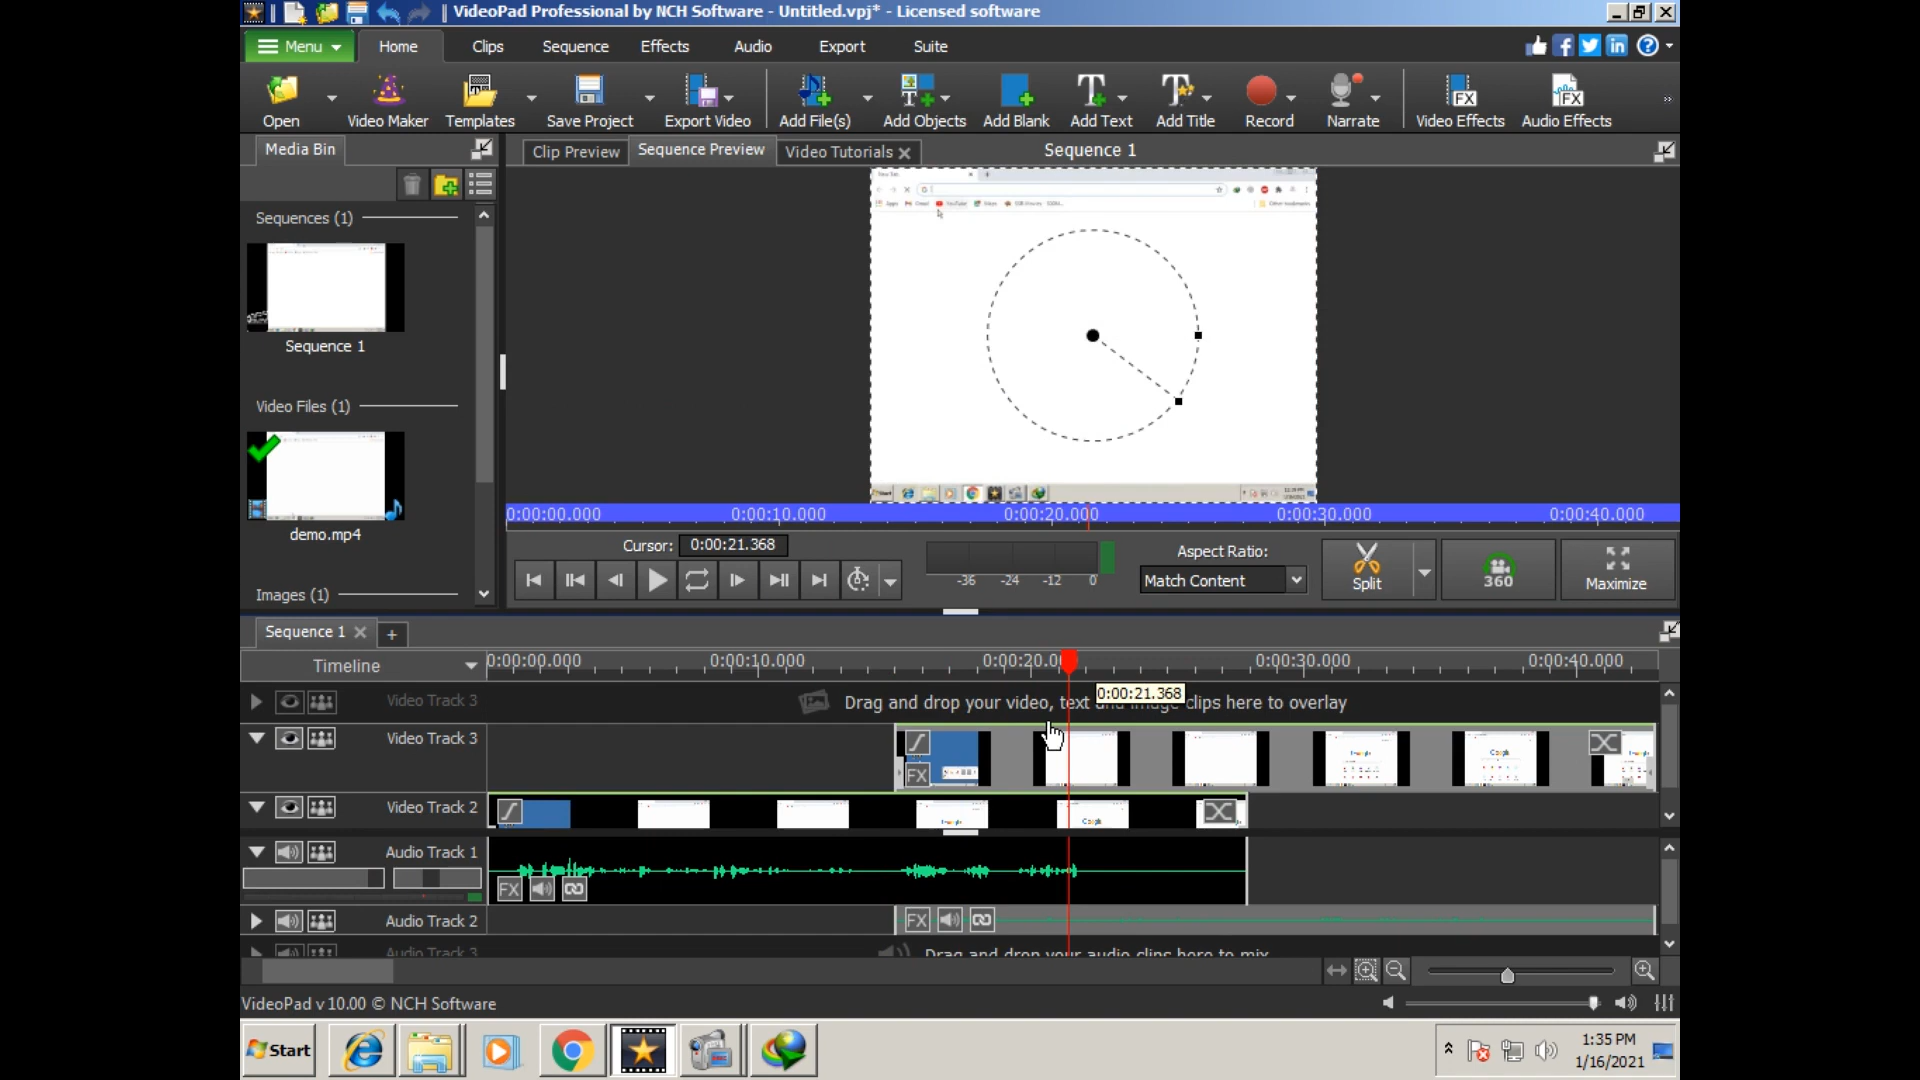 VideoPad Professional by NCH Software - Untitled.vpj* - Licensed software
Menu Home Clips Sequence Effects Audio Export Suite
Open Video Maker Templates Save Project Export Video Add File(s) Add Objects Add Blank Add Text Add Title Record Narrate Video Effects Audio Effects
Media Bin
Clip Preview Sequence Preview Video Tutorials Sequence 1
Sequences (1)
Sequence 1
Video Files (1)
demo.mp4
Images (1)
0:00:00.000 0:00:10.000 0:00:20.000 0:00:30.000 0:00:40.000
Cursor: 0:00:21.368
-36 -24 -12 0
Aspect Ratio:
Match Content
Split
360
Maximize
Sequence 1
Timeline 0:00:00.000 0:00:10.000 0:00:20.0 0:00:30.000 0:00:40.000
0:00:21.368
Video Track 3 Drag and drop your video, text and image clips here to overlay
Video Track 3
FX
Video Track 2
Audio Track 1
FX
Audio Track 2
FX
Audio Track 3 Drag and drop your audio clips here to mix
VideoPad v 10.00 © NCH Software
Start
1:35 PM
1/16/2021